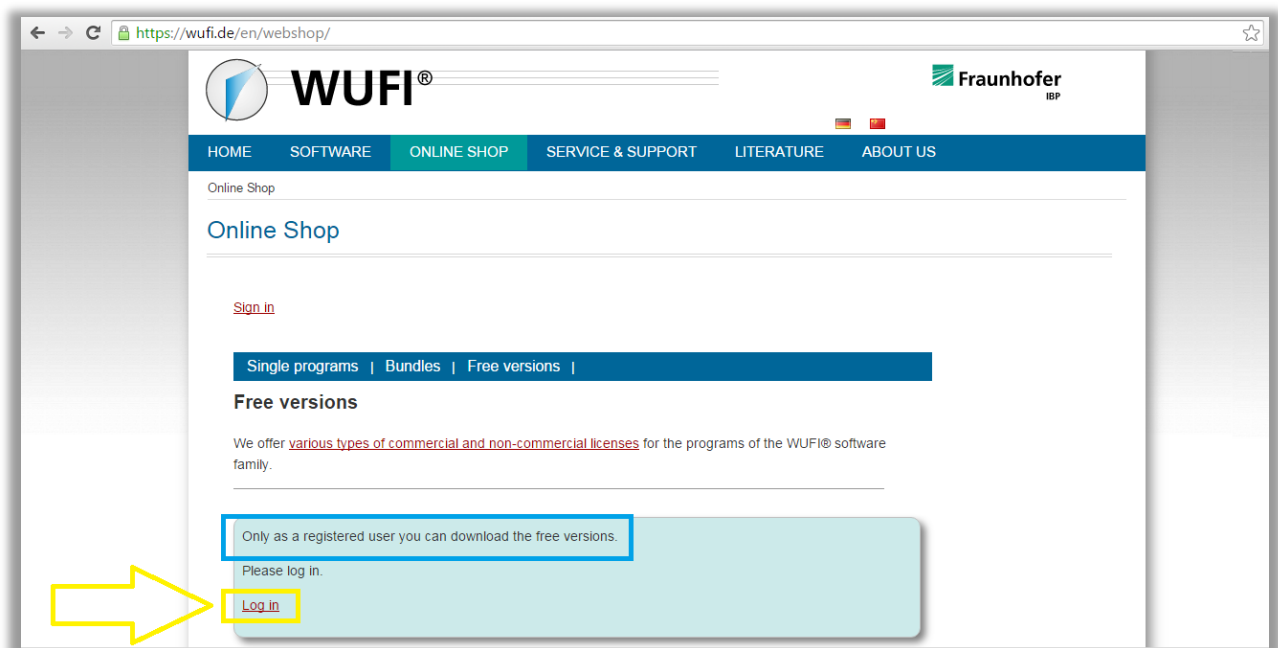 https://wufi.de/en/webshop/
WUFI®
Fraunhofer
IBP
HOME SOFTWARE ONLINE SHOP SERVICE & SUPPORT LITERATURE ABOUT US
Online Shop
Online Shop
Sign in
Single programs | Bundles | Free versions |
Free versions
We offer various types of commercial and non-commercial licenses for the programs of the WUFI® software
family.
Only as a registered user you can download the free versions.
Please log in.
Log in